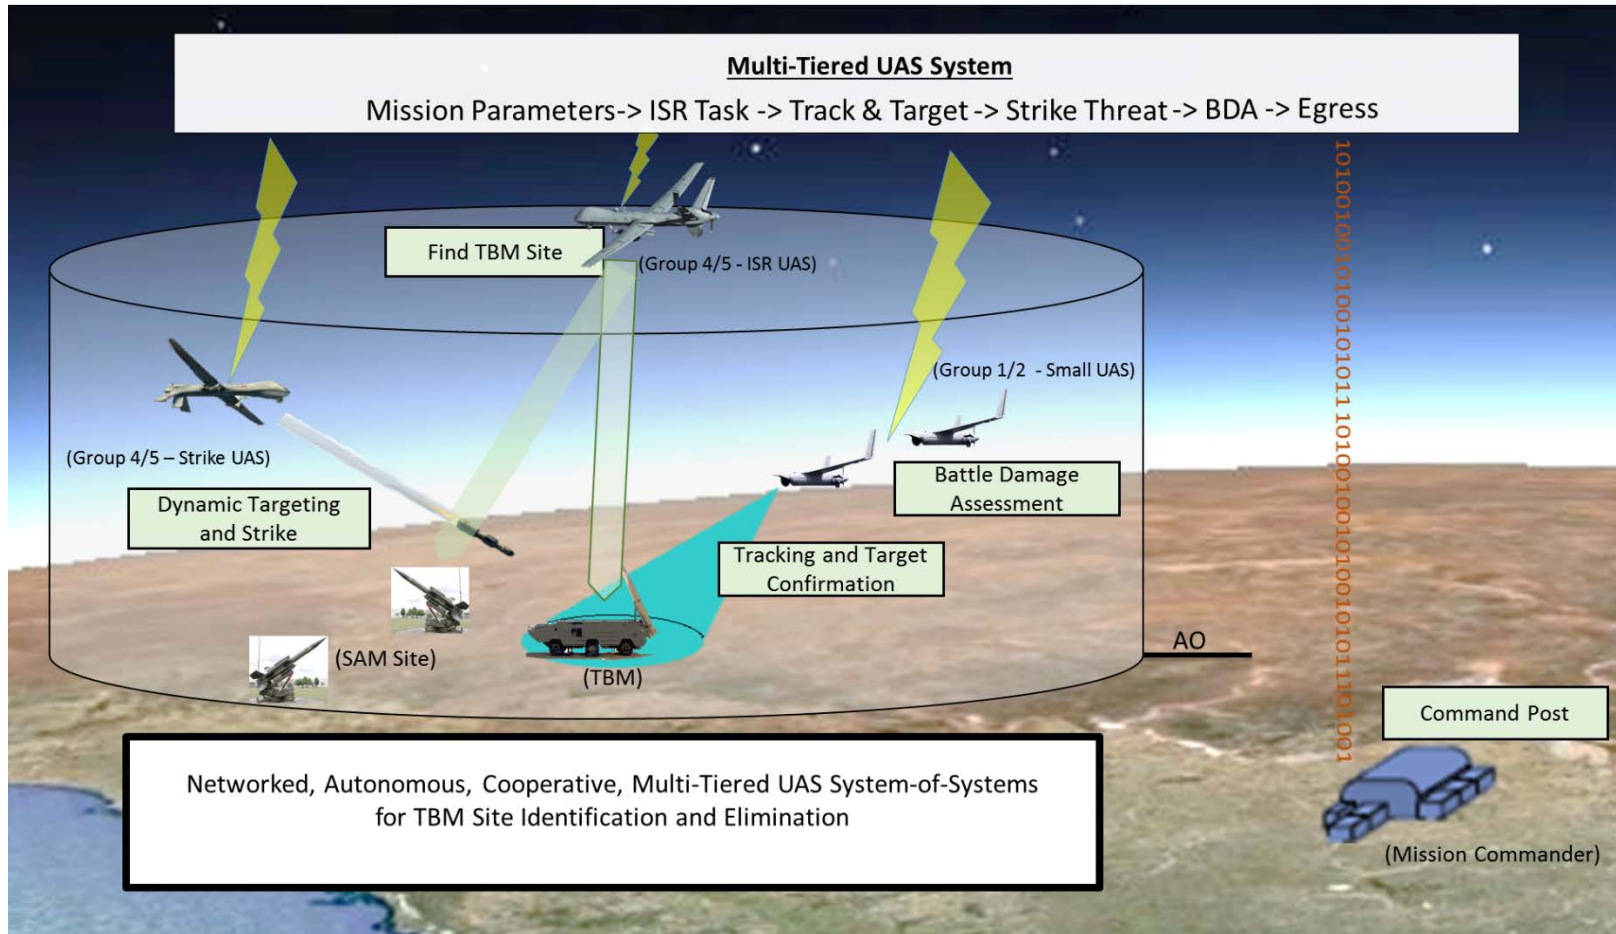 Multi-Tiered UAS System
Mission Parameters-> ISR Task -> Track & Target-> Strike Threat-> BDA -> Egress
Find TBM Site
(Group 4/5 - ISR UAS)
(Group 1/2 - Small UAS)
(Group 4/5 – Strike UAS)
Dynamic Targeting
and Strike
Battle Damage
Assessment
Tracking and Target
Confirmation
(SAM Site)
(TBM)
AO
Command Post
(Mission Commander)
Networked, Autonomous, Cooperative, Multi-Tiered UAS System-of-Systems
for TBM Site Identification and Elimination